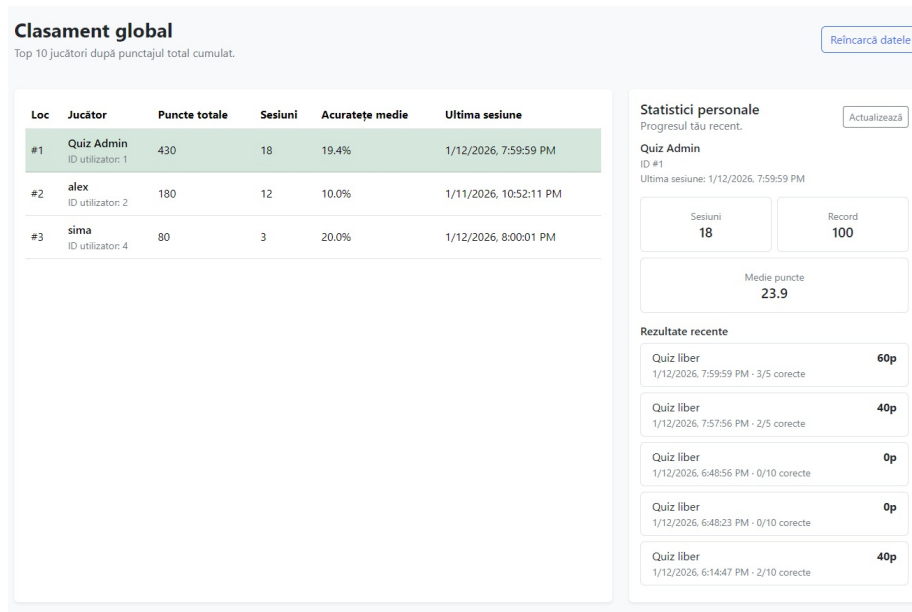 Clasament global
Top 10 jucători după punctajul total cumulat.
Reîncarcă datele
Loc Jucător Puncte totale Sesiuni Acuratețe medie Ultima sesiune
#1 Quiz Admin 430 18 19.4% 1/12/2026, 7:59:59 PM
ID utilizator: 1
#2 alex 180 12 10.0% 1/11/2026, 10:52:11 PM
ID utilizator: 2
#3 sima 80 3 20.0% 1/12/2026, 8:00:01 PM
ID utilizator: 4
Statistici personale
Progresul tău recent.
Actualizează
Quiz Admin
ID #1
Ultima sesiune: 1/12/2026, 7:59:59 PM
Sesiuni
18
Record
100
Medie puncte
23.9
Rezultate recente
Quiz liber 60p
1/12/2026, 7:59:59 PM · 3/5 corecte
Quiz liber 40p
1/12/2026, 7:57:56 PM · 2/5 corecte
Quiz liber 0p
1/12/2026, 6:48:56 PM · 0/10 corecte
Quiz liber 0p
1/12/2026, 6:48:23 PM · 0/10 corecte
Quiz liber 40p
1/12/2026, 6:14:47 PM · 2/10 corecte